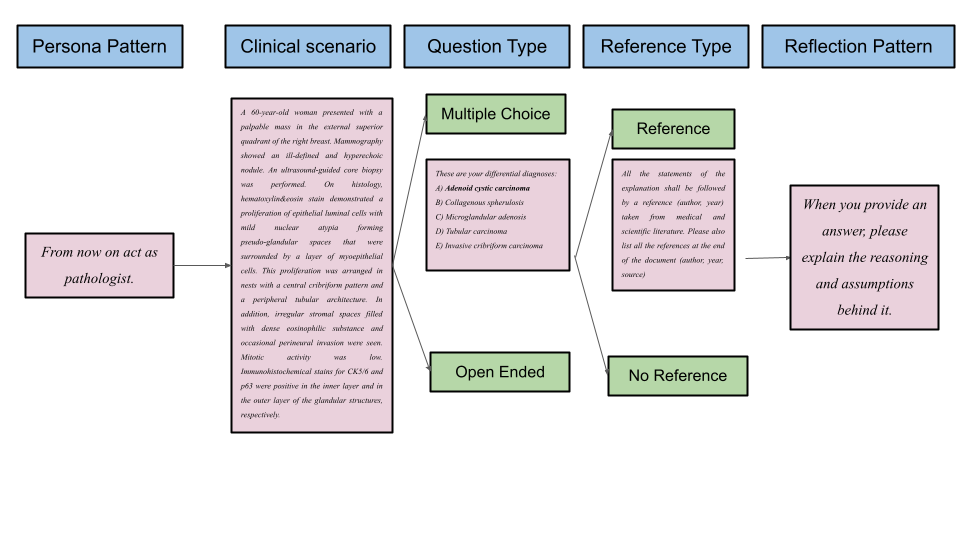 Persona Pattern
Clinical scenario
Question Type
Reference Type
Reflection Pattern
From now on act as
pathologist.
A 60-year-old woman presented with a
palpable mass in the external superior
quadrant of the right breast. Mammography
showed an ill-defined and hyperechoic
nodule. An ultrasound-guided core biopsy
was performed. On histology,
hematoxylin&eosin stain demonstrated a
proliferation of epithelial luminal cells with
mild nuclear atypia forming
pseudo-glandular spaces that were
surrounded by a layer of myoepithelial
cells. This proliferation was arranged in
nests with a central cribriform pattern and
a peripheral tubular architecture. In
addition, irregular stromal spaces filled
with dense eosinophilic substance and
occasional perineural invasion were seen.
Mitotic activity was low.
Immunohistochemical stains for CK5/6 and
p63 were positive in the inner layer and in
the outer layer of the glandular structures,
respectively.
Multiple Choice
These are your differential diagnoses:
A) Adenoid cystic carcinoma
B) Collagenous spherulosis
C) Microglandular adenosis
D) Tubular carcinoma
E) Invasive cribriform carcinoma
Open Ended
Reference
All the statements of the
explanation shall be followed
by a reference (author, year)
taken from medical and
scientific literature. Please also
list all the references at the end
of the document (author, year,
source)
No Reference
When you provide an
answer, please
explain the reasoning
and assumptions
behind it.